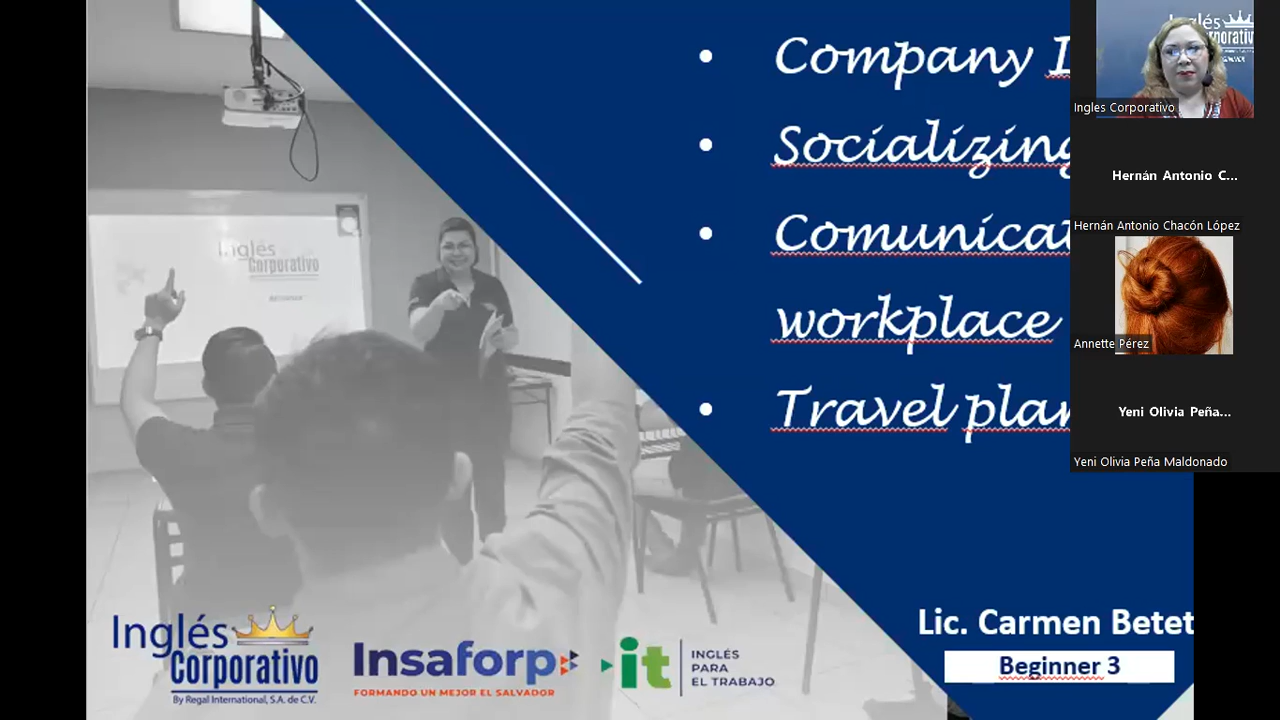 • Company I
• Socializing
• Comunicat
workplace
• Travel plan
Inglés
Corporativo
Inglés
Corporativo
By Regal International, S.A. de C.V.
Insaforp
FORMANDO UN MEJOR EL SALVADOR
it
INGLÉS
PARA
EL TRABAJO
Lic. Carmen Betet
Beginner 3
Inglés
Ingles Corporativo
Hernán Antonio C...
Hernán Antonio Chacón López
Annette Pérez
Yeni Olivia Peña...
Yeni Olivia Peña Maldonado